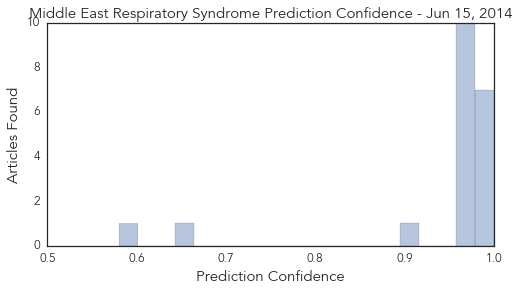 Middle East Respiratory Syndrome Prediction Confidence - Jun 15, 2014
10
8
6
4
2
0
Articles Found
0.5 0.6 0.7 0.8 0.9 1.0
Prediction Confidence